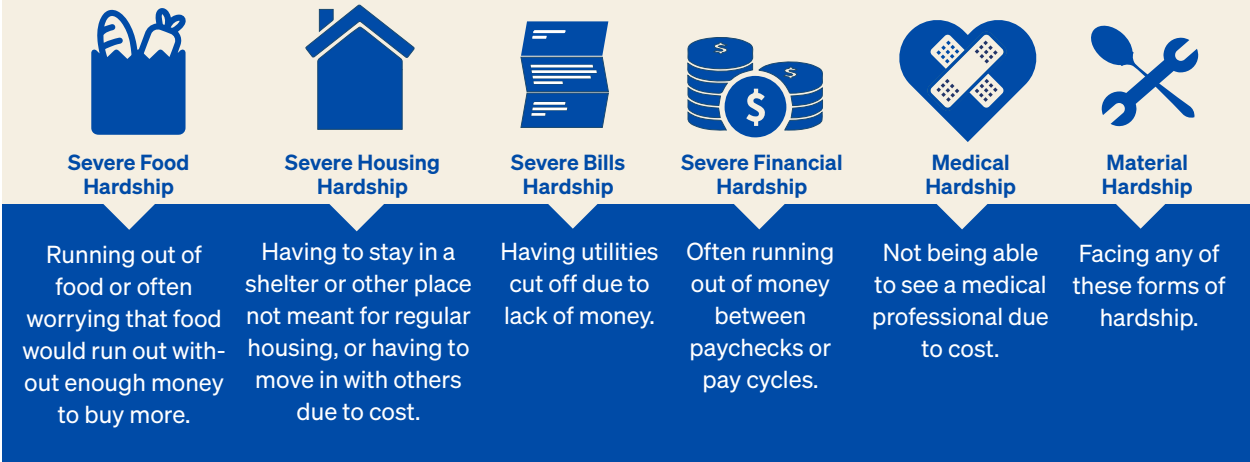 $
$
$
Severe Food
Hardship
Running out of
food or often
worrying that food
would run with-
out enough money
to buy more.
Severe Housing
Hardship
Having to stay in a
shelter or other place
not meant for regular
housing, or having to
move in with others
due to cost.
Severe Bills
Hardship
Having utilities
cut off due to
lack of money.
Severe Financial
Hardship
Often running
out of money
between
paychecks or
pay cycles.
Medical
Hardship
Not being able
to see a medical
professional due
to cost.
Material
Hardship
Facing any of
these forms of
hardship.